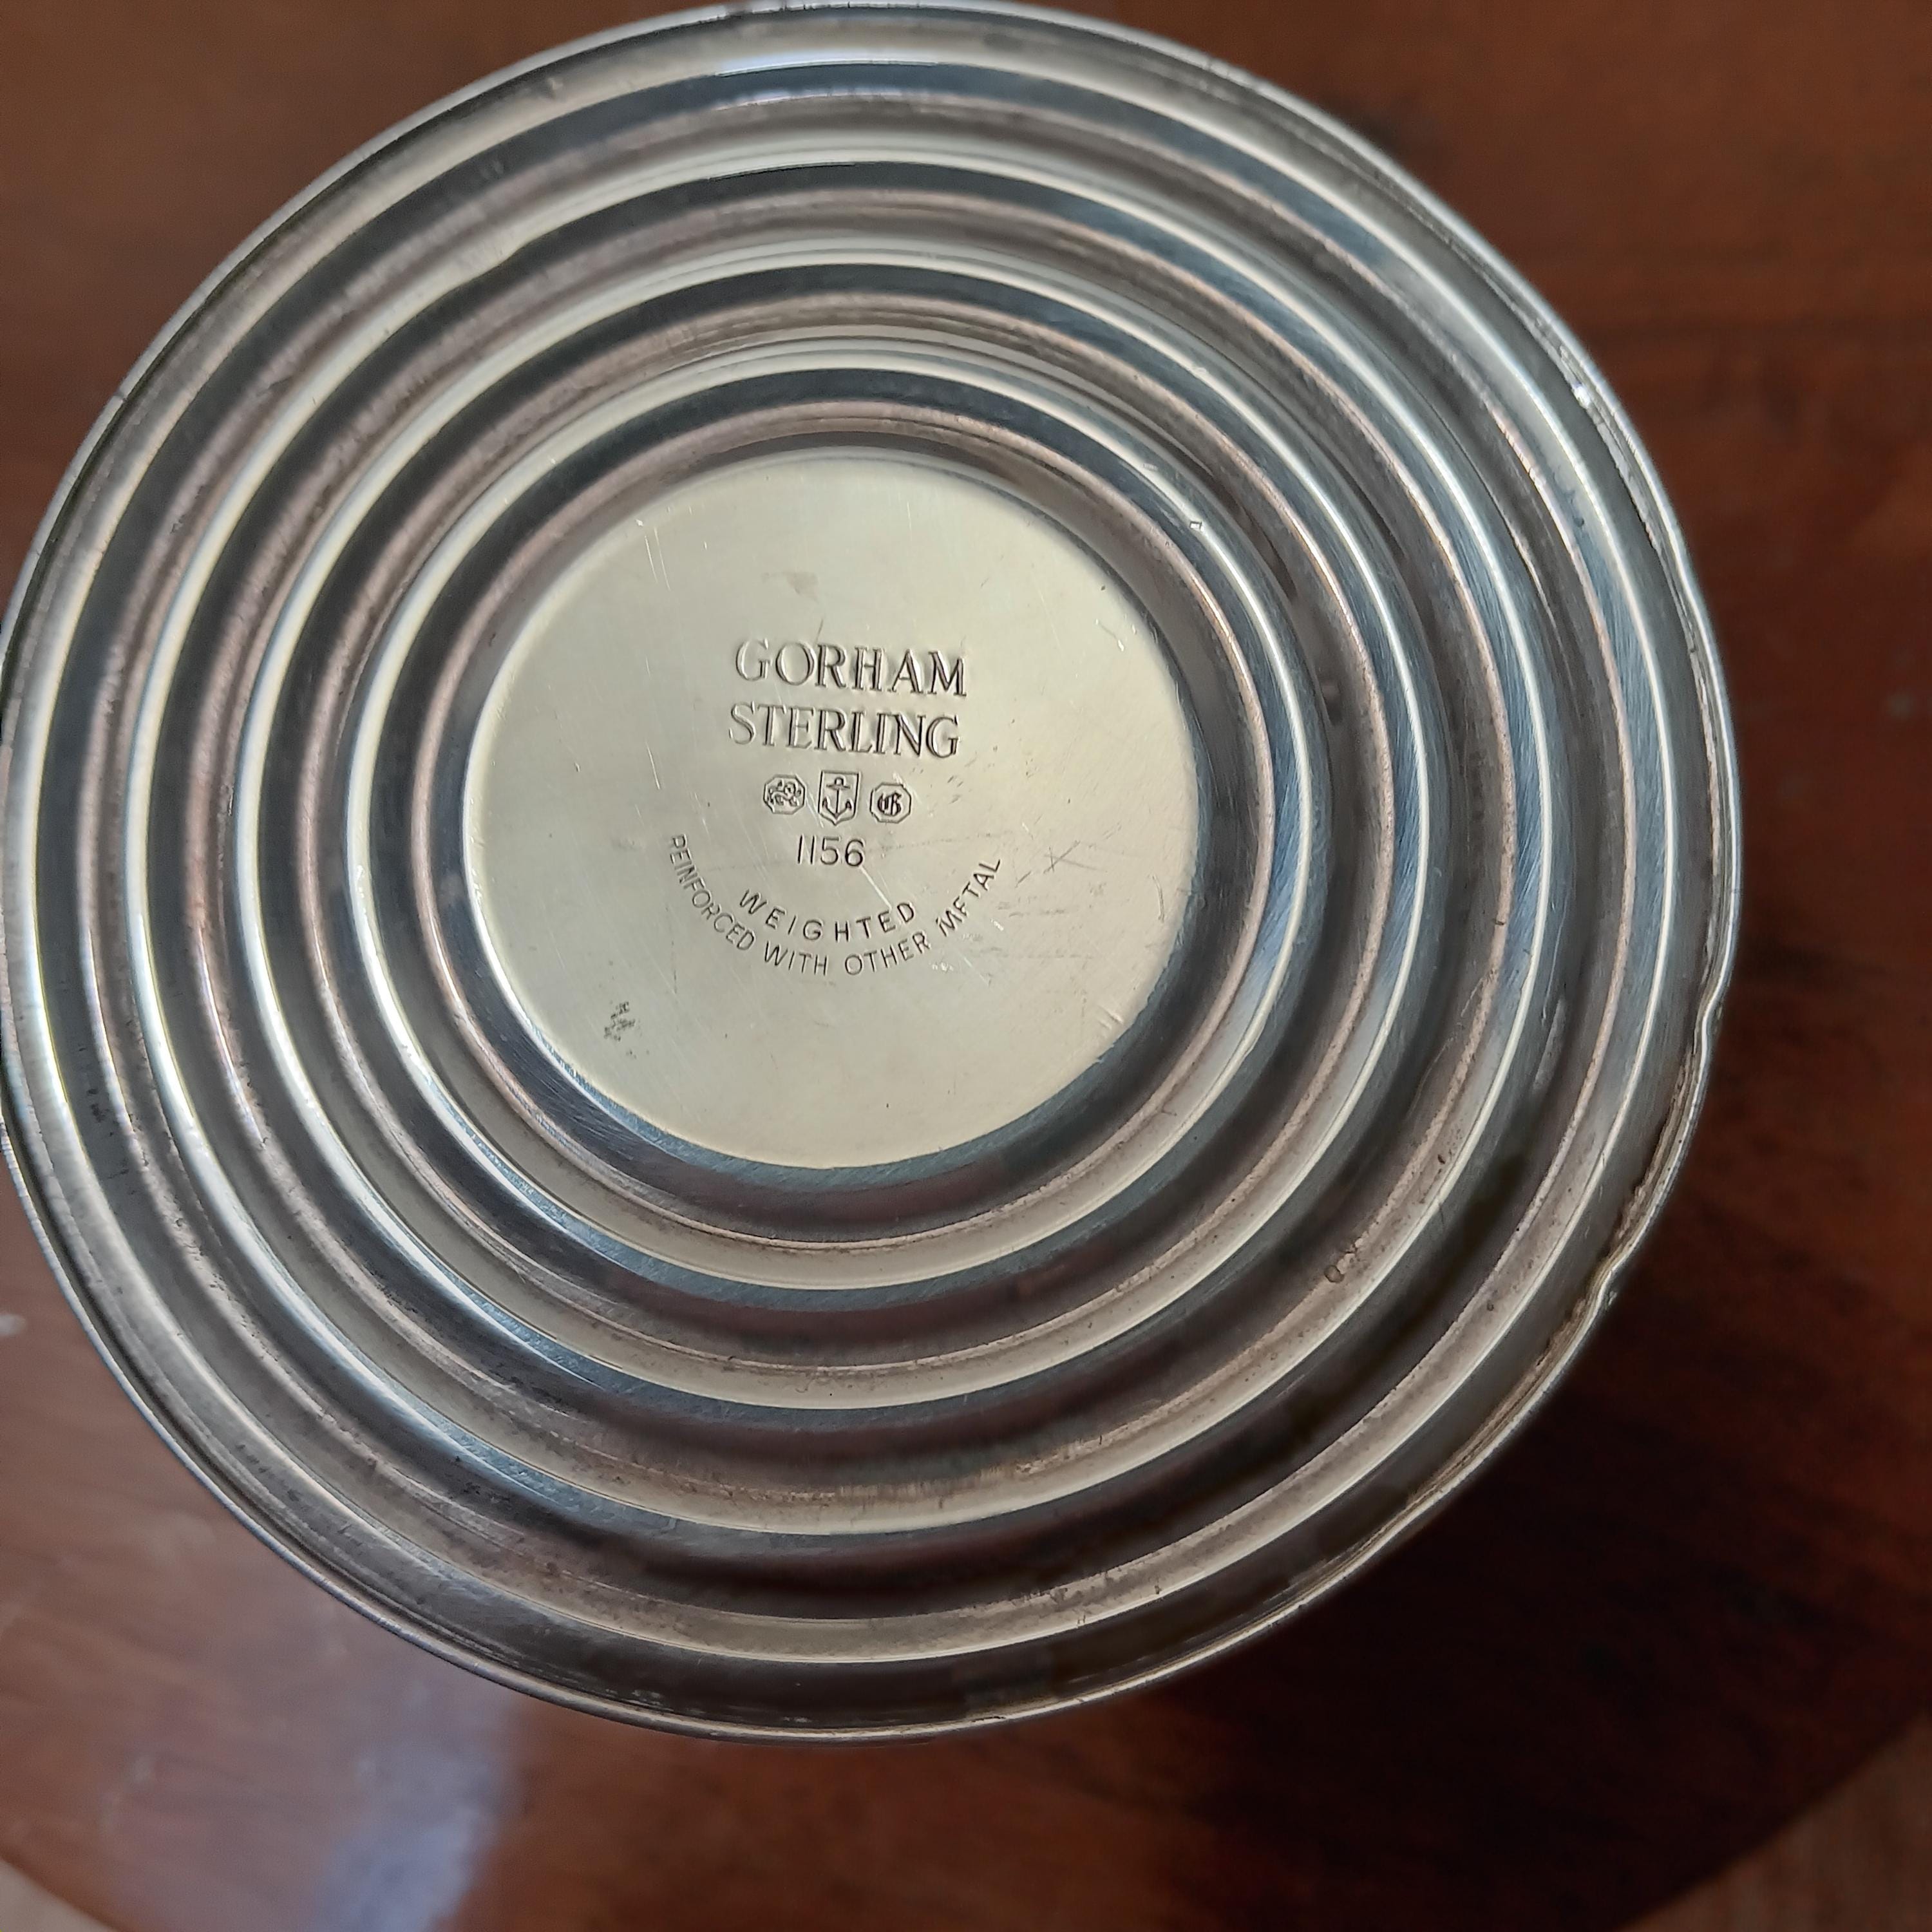 GORHAM
STERLING
G
1156
WEIGHTED
REINFORCED WITH OTHER METAL